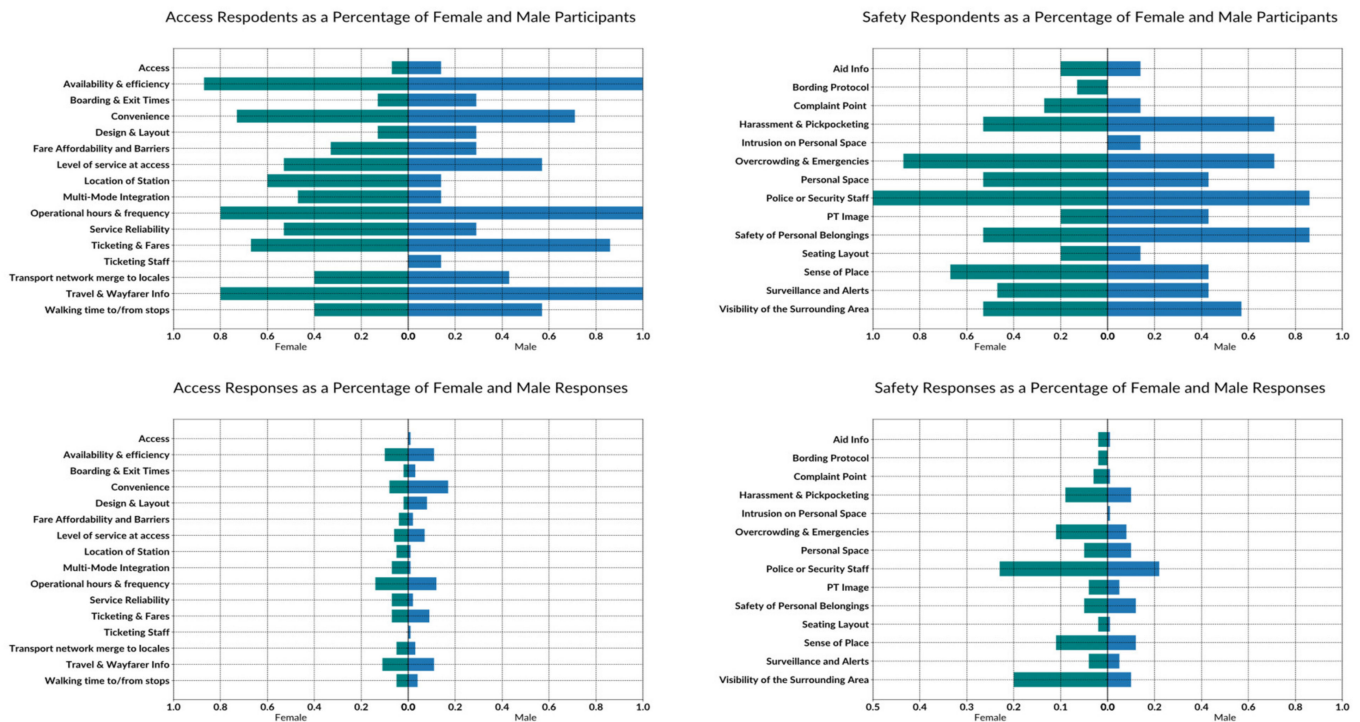 Access Respodents as a Percentage of Female and Male Participants
Access
Availability & efficiency
Boarding & Exit Times
Convenience
Design & Layout
Fare Affordability and Barriers
Level of service at access
Location of Station
Multi-Mode Integration
Operational hours & frequency
Service Reliability
Ticketing & Fares
Ticketing Staff
Transport network merge to locales
Travel & Wayfarer Info
Walking time to/from stops
1.0 0.8 0.6 0.4 0.2 0.0 0.2 0.4 0.6 0.8 1.0
Female Male
Safety Respondents as a Percentage of Female and Male Participants
Aid Info
Bording Protocol
Complaint Point
Harassment & Pickpocketing
Intrusion on Personal Space
Overcrowding & Emergencies
Personal Space
Police or Security Staff
PT Image
Safety of Personal Belongings
Seating Layout
Sense of Place
Surveillance and Alerts
Visibility of the Surrounding Area
1.0 0.8 0.6 0.4 0.2 0.0 0.2 0.4 0.6 0.8 1.0
Female Male
Access Responses as a Percentage of Female and Male Responses
Access
Availability & efficiency
Boarding & Exit Times
Convenience
Design & Layout
Fare Affordability and Barriers
Level of service at access
Location of Station
Multi-Mode Integration
Operational hours & frequency
Service Reliability
Ticketing & Fares
Ticketing Staff
Transport network merge to locales
Travel & Wayfarer Info
Walking time to/from stops
1.0 0.8 0.6 0.4 0.2 0.0 0.2 0.4 0.6 0.8 1.0
Female Male
Safety Responses as a Percentage of Female and Male Responses
Aid Info
Bording Protocol
Complaint Point
Harassment & Pickpocketing
Intrusion on Personal Space
Overcrowding & Emergencies
Personal Space
Police or Security Staff
PT Image
Safety of Personal Belongings
Seating Layout
Sense of Place
Surveillance and Alerts
Visibility of the Surrounding Area
0.5 0.4 0.3 0.2 0.1 0.0 0.2 0.4 0.6 0.8 1.0
Female Male